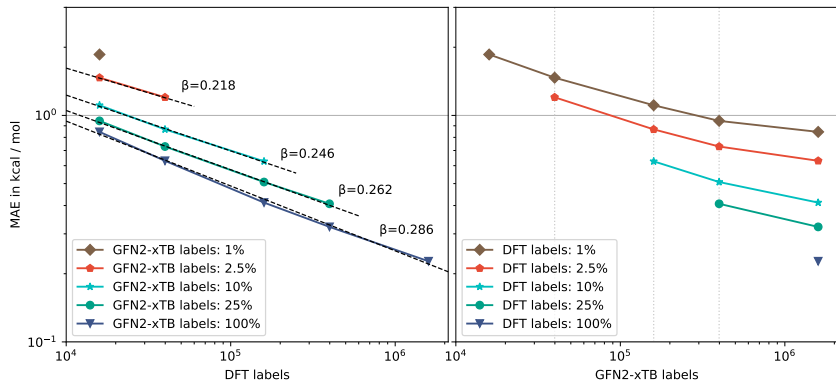 MAE in kcal / mol
10⁰
10⁻¹
β=0.218
β=0.246
β=0.262
β=0.286
GFN2-xTB labels: 1%
GFN2-xTB labels: 2.5%
GFN2-xTB labels: 10%
GFN2-xTB labels: 25%
GFN2-xTB labels: 100%
10⁴ 10⁵ 10⁶
DFT labels
DFT labels: 1%
DFT labels: 2.5%
DFT labels: 10%
DFT labels: 25%
DFT labels: 100%
10⁴ 10⁵ 10⁶
GFN2-xTB labels